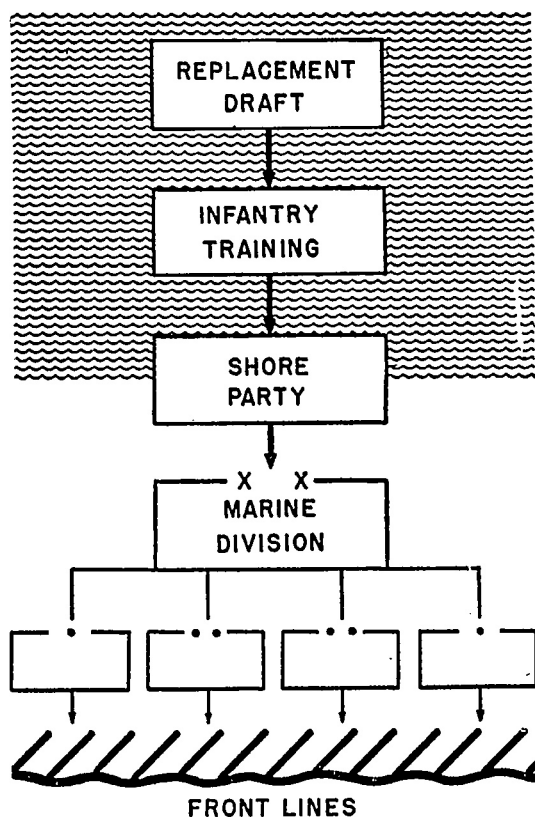 REPLACEMENT
DRAFT
INFANTRY
TRAINING
SHORE
PARTY
X X
MARINE
DIVISION
FRONT LINES